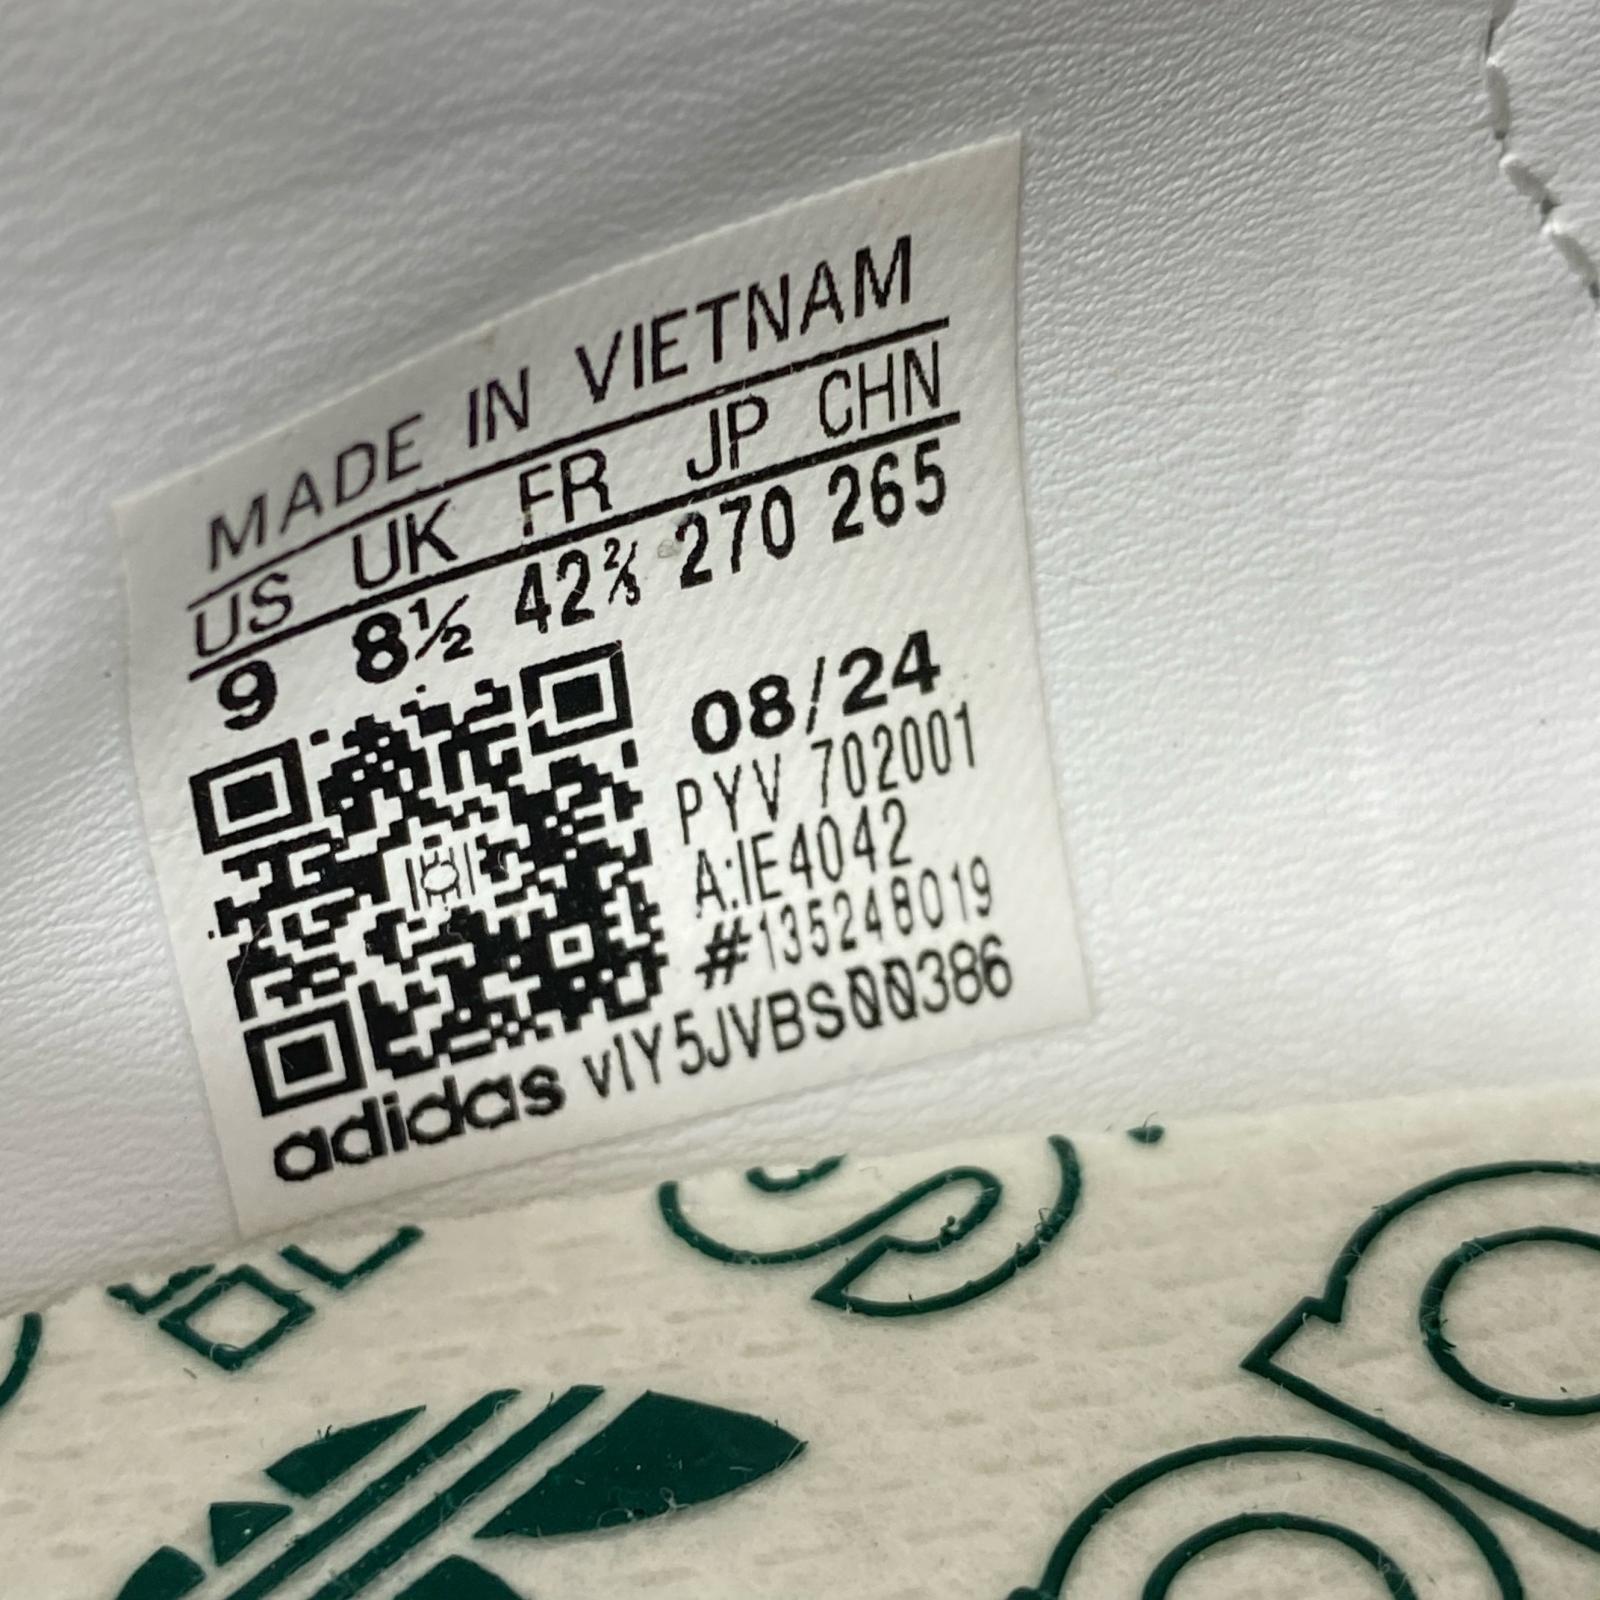 MADE IN VIETNAM
US UK FR JP CHN
9 8½ 42⅔ 270 265
08/24
PYV 702001
A:IE4042
#135248019
adidas vIY5JVBS00386